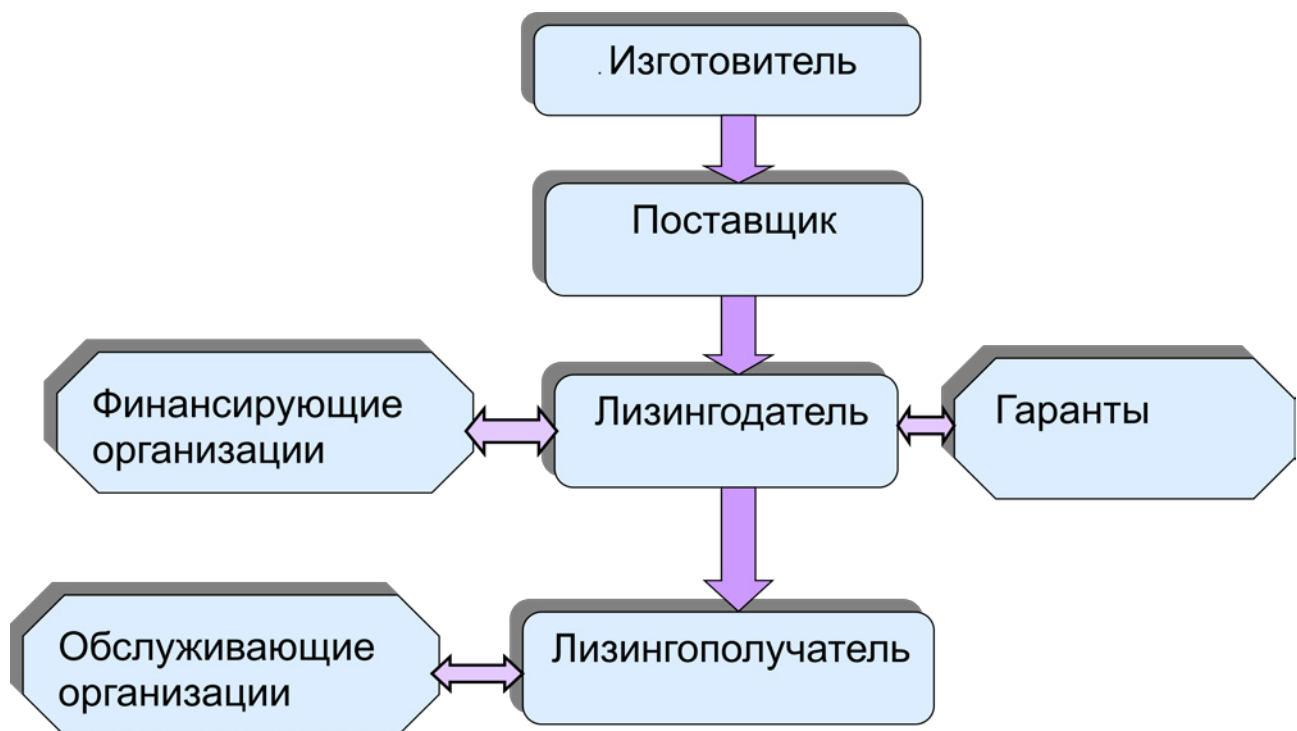 . Изготовитель
Поставщик
Финансирующие
организации
Лизингодатель
Гаранты
Обслуживающие
организации
Лизингополучатель